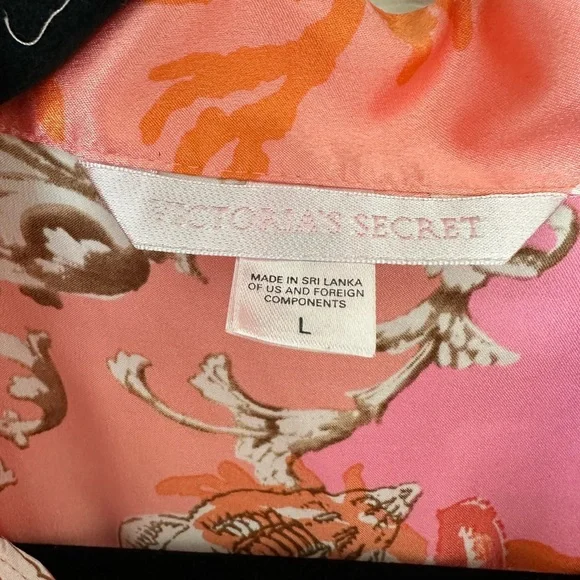 VICTORIA'S SECRET
MADE IN SRI LANKA
OF US AND FOREIGN
COMPONENTS
L